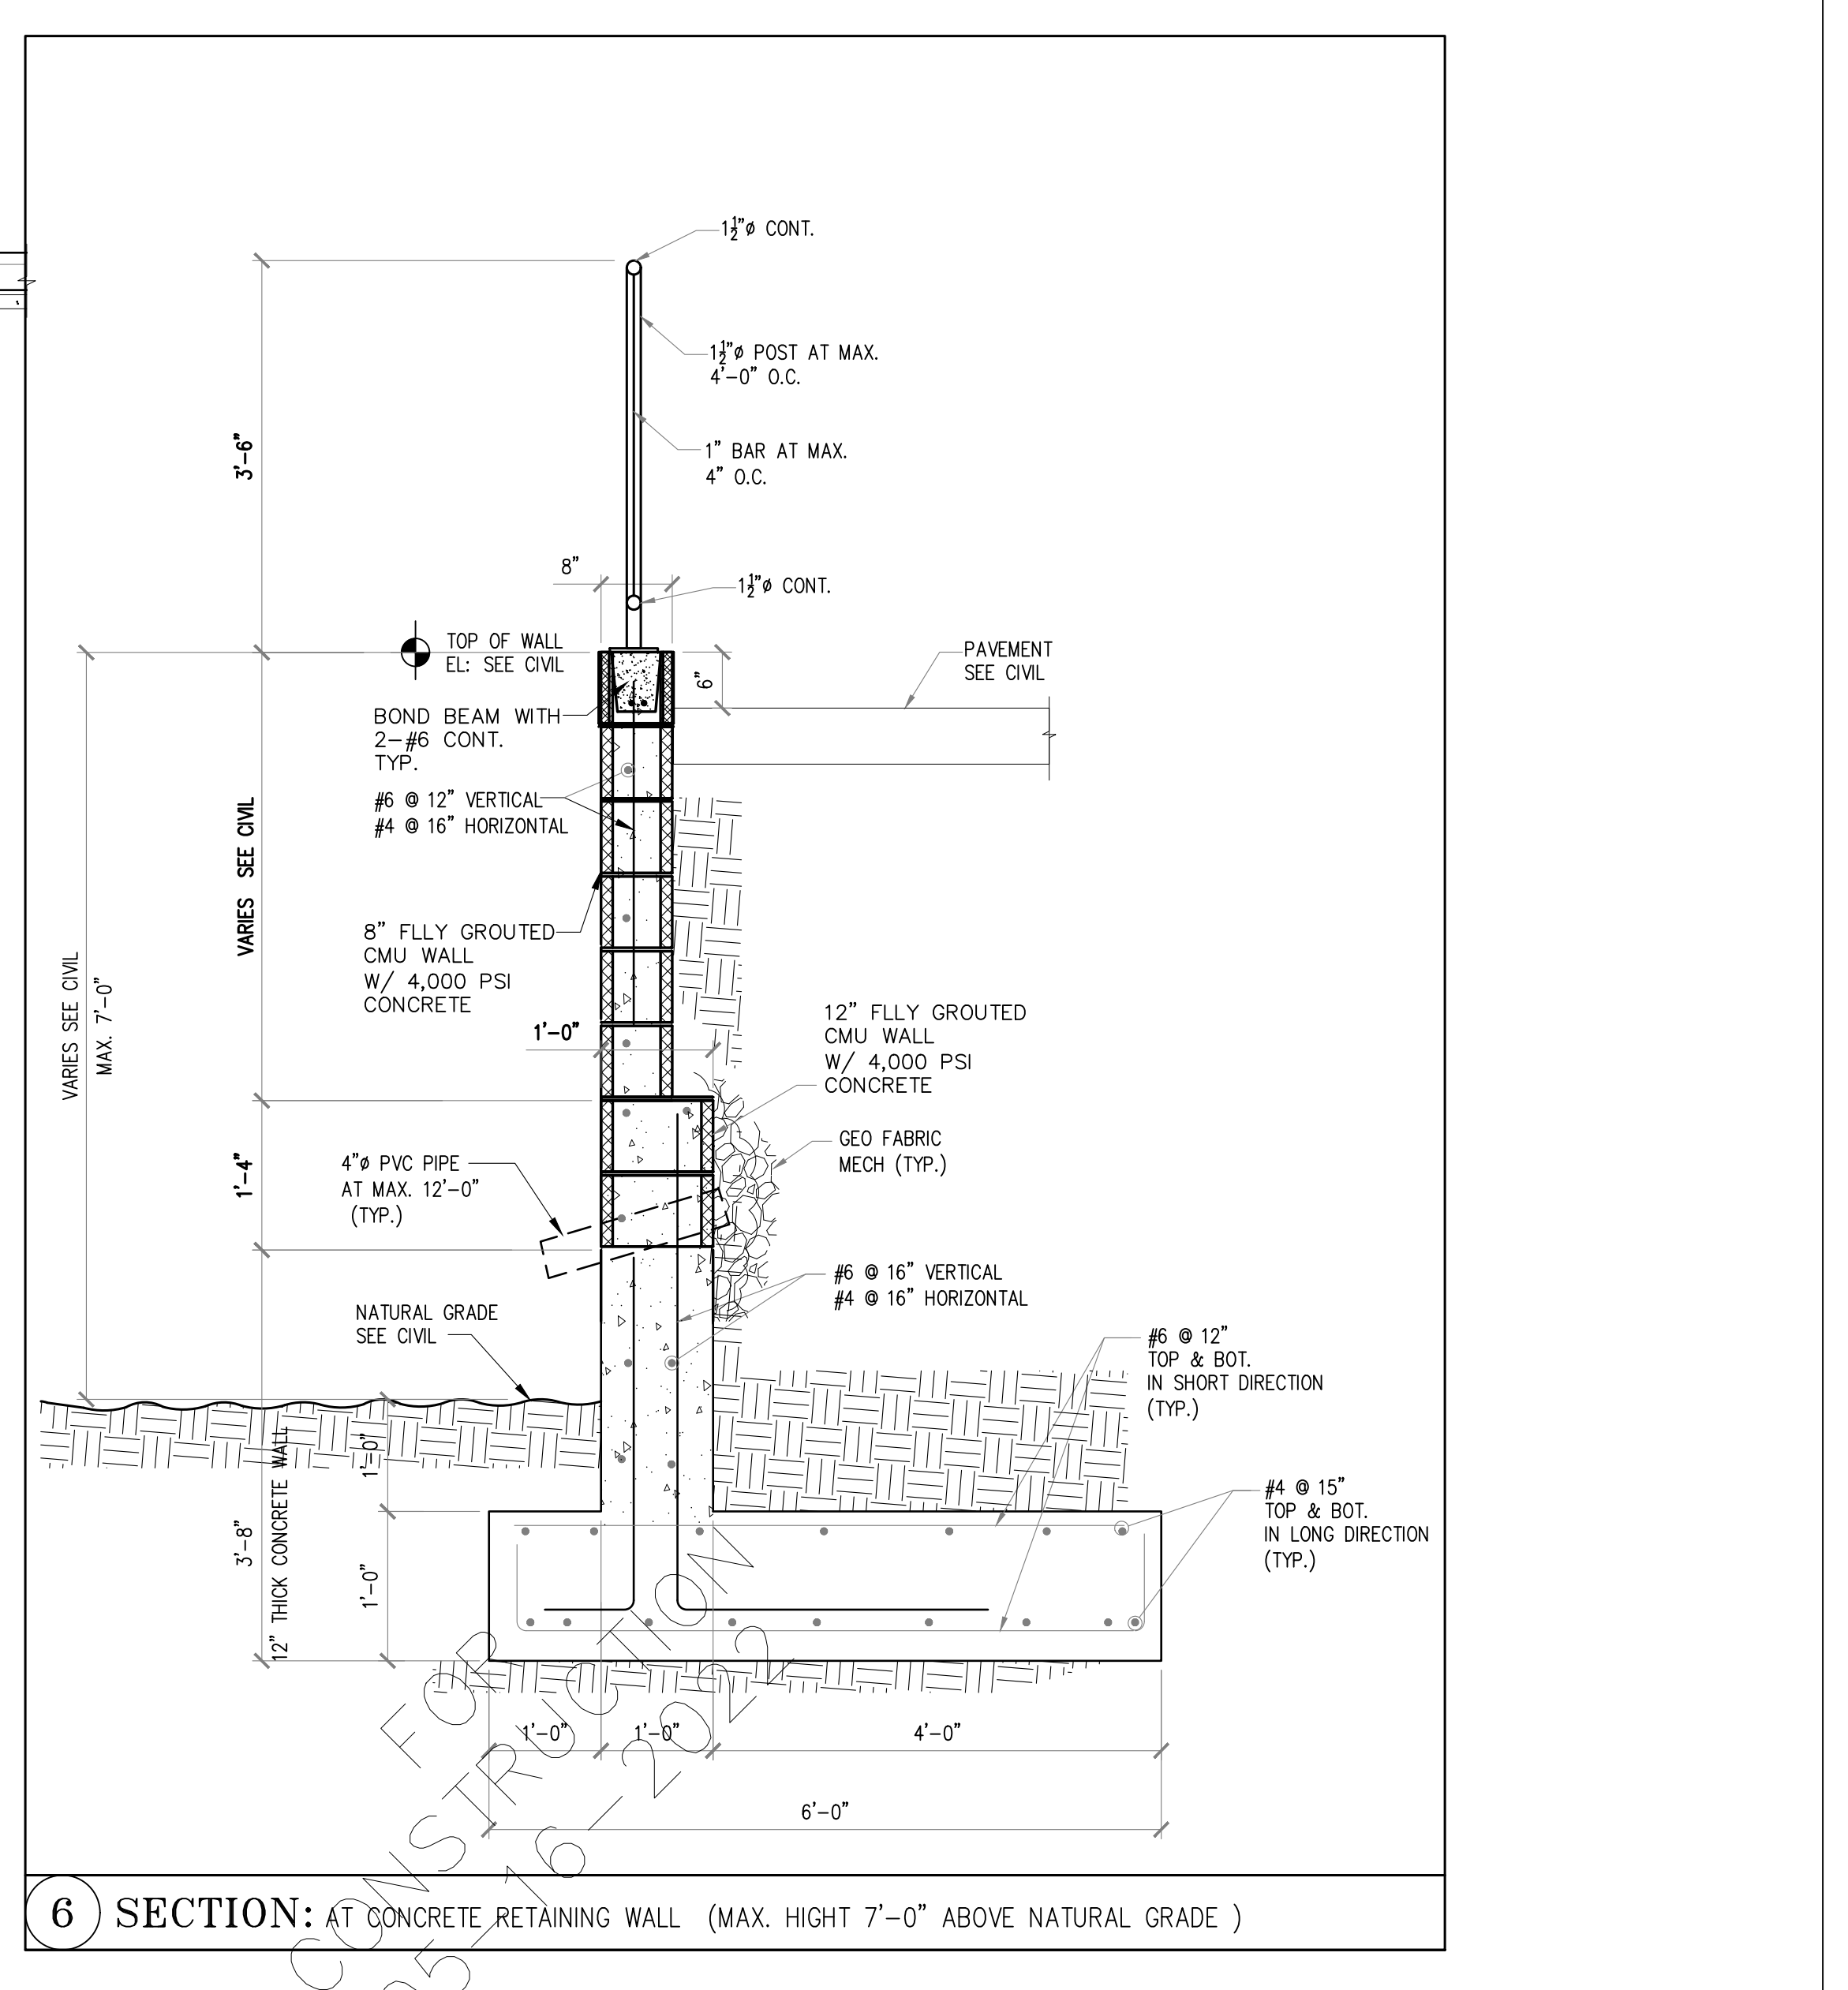 1½"ø CONT.
1½"ø POST AT MAX.
4'-0" O.C.
3'-6"
1" BAR AT MAX.
4" O.C.
8"
1½"ø CONT.
TOP OF WALL
EL: SEE CIVIL
6"
PAVEMENT
SEE CIVIL
BOND BEAM WITH
2-#6 CONT.
TYP.
#6 @ 12" VERTICAL
#4 @ 16" HORIZONTAL
VARIES SEE CIVIL
8" FLLY GROUTED
CMU WALL
W/ 4,000 PSI
CONCRETE
VARIES SEE CIVIL
MAX. 7'-0"
1'-0"
12" FLLY GROUTED
CMU WALL
W/ 4,000 PSI
CONCRETE
GEO FABRIC
MECH (TYP.)
1'-4"
4"ø PVC PIPE
AT MAX. 12'-0"
(TYP.)
#6 @ 16" VERTICAL
#4 @ 16" HORIZONTAL
NATURAL GRADE
SEE CIVIL
#6 @ 12"
TOP & BOT.
IN SHORT DIRECTION
(TYP.)
1'-0"
#4 @ 15"
TOP & BOT.
IN LONG DIRECTION
(TYP.)
3'-8"
12" THICK CONCRETE WALL
1'-0"
1'-0"
1'-0"
4'-0"
6'-0"
FOR
CONSTRUCTION
05-16-2022
6
SECTION: AT CONCRETE RETAINING WALL (MAX. HIGHT 7'-0" ABOVE NATURAL GRADE )